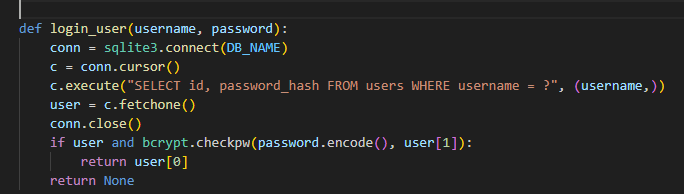 def login_user(username, password):
    conn = sqlite3.connect(DB_NAME)
    c = conn.cursor()
    c.execute("SELECT id, password_hash FROM users WHERE username = ?", (username,))
    user = c.fetchone()
    conn.close()
    if user and bcrypt.checkpw(password.encode(), user[1]):
        return user[0]
    return None